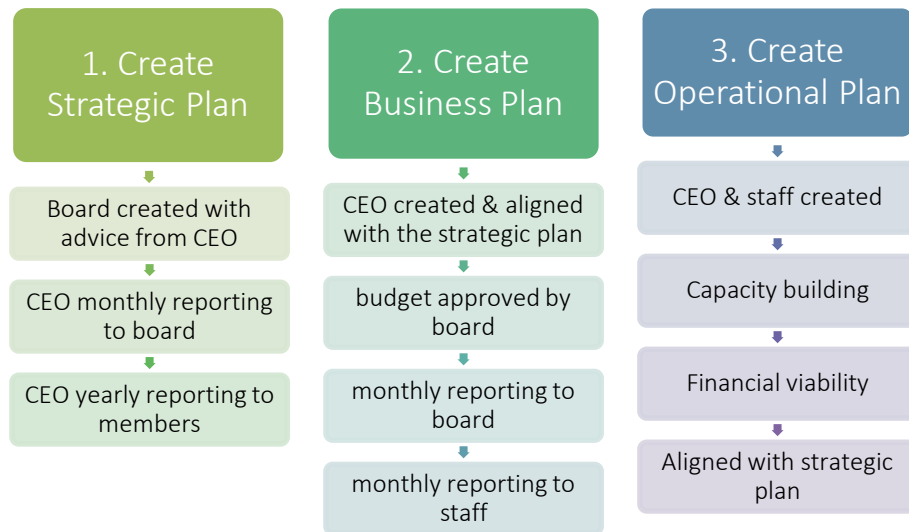 1. Create
Strategic Plan
Board created with
advice from CEO
CEO monthly reporting
to board
CEO yearly reporting to
members
2. Create
Business Plan
CEO created & aligned
with the strategic plan
budget approved by
board
monthly reporting to
board
monthly reporting to
staff
3. Create
Operational Plan
CEO & staff created
Capacity building
Financial viability
Aligned with strategic
plan